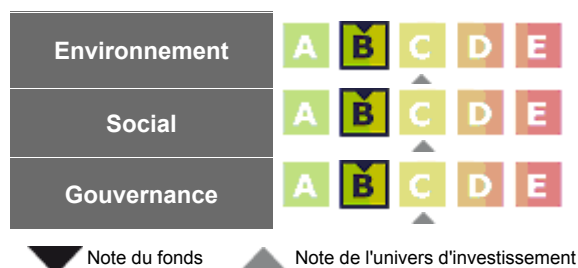 Environnement A B C D E
Social A B C D E
Gouvernance A B C D E
Note du fonds Note de l'univers d'investissement